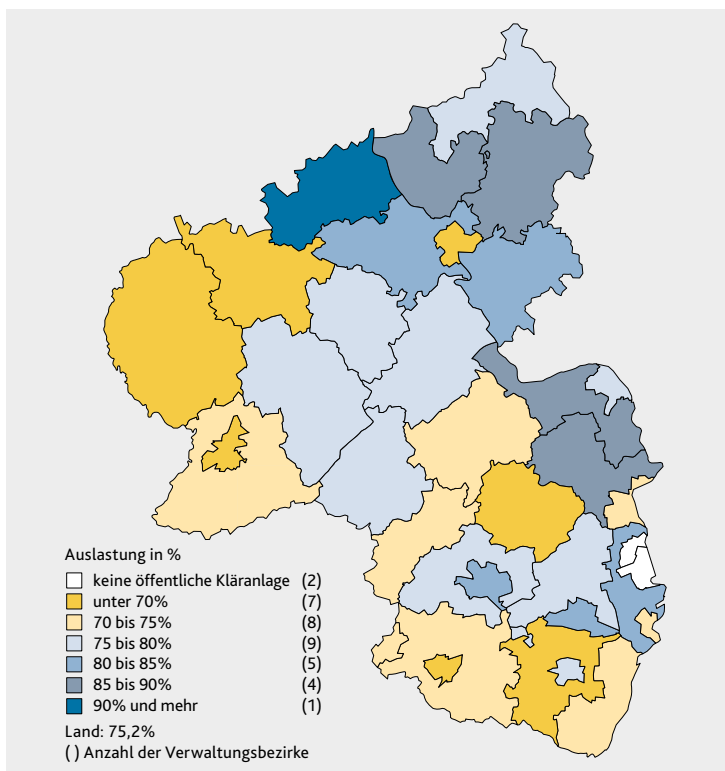 Auslastung in %
keine öffentliche Kläranlage (2)
unter 70% (7)
70 bis 75% (8)
75 bis 80% (9)
80 bis 85% (5)
85 bis 90% (4)
90% und mehr (1)
Land: 75,2%
( ) Anzahl der Verwaltungsbezirke